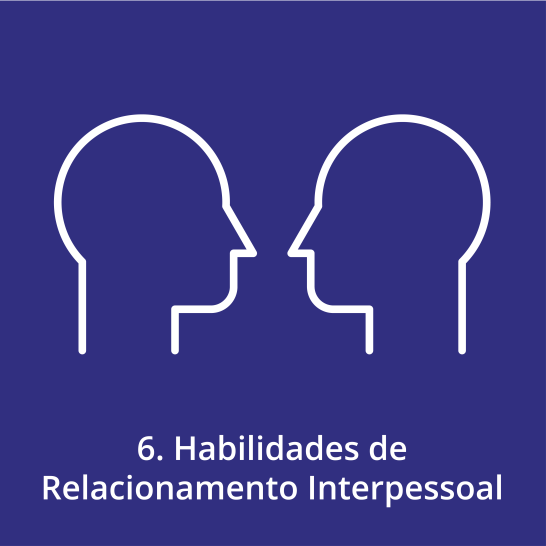 6. Habilidades de
Relacionamento Interpessoal